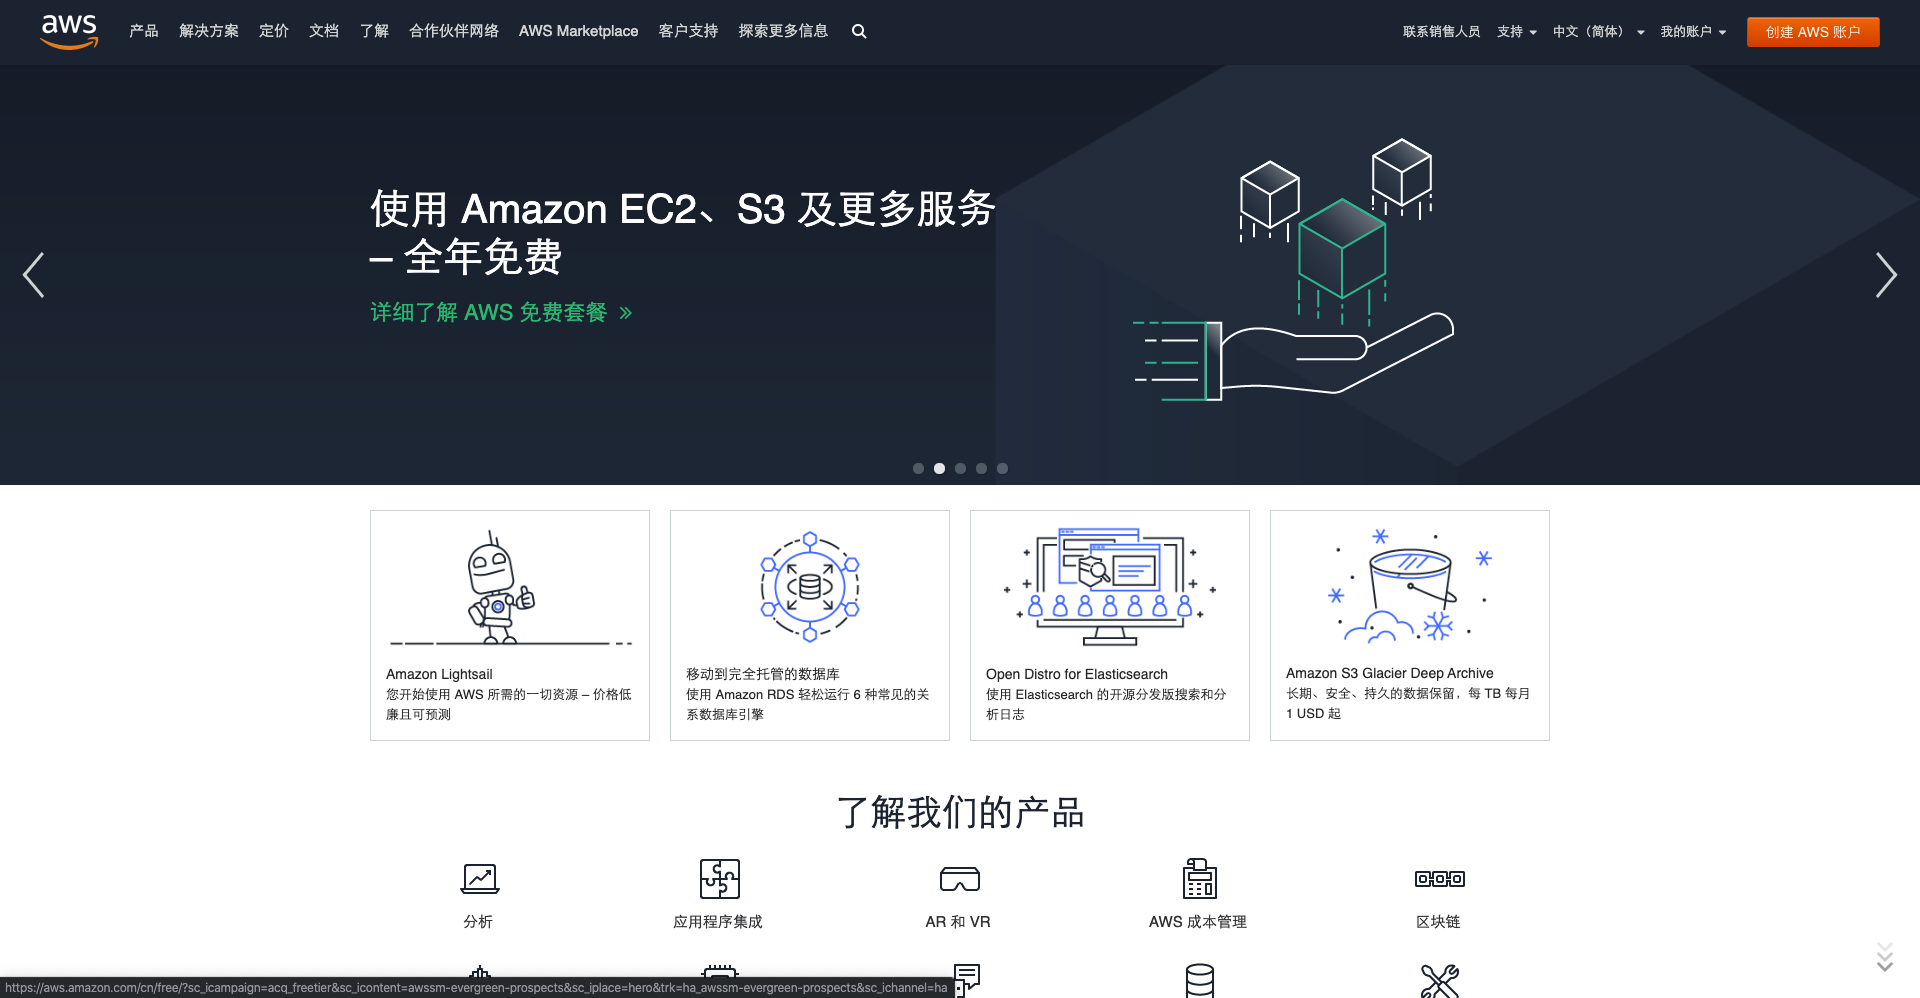 aws
产品 解决方案 定价 文档 了解 合作伙伴网络 AWS Marketplace 客户支持 探索更多信息
联系销售人员 支持 中文（简体） 我的账户 创建 AWS 账户
使用 Amazon EC2、S3 及更多服务
– 全年免费
详细了解 AWS 免费套餐 »
Amazon Lightsail
您开始使用 AWS 所需的一切资源 – 价格低
廉且可预测
移动到完全托管的数据库
使用 Amazon RDS 轻松运行 6 种常见的关
系数据库引擎
Open Distro for Elasticsearch
使用 Elasticsearch 的开源分发版搜索和分
析日志
Amazon S3 Glacier Deep Archive
长期、安全、持久的数据保留，每 TB 每月
1 USD 起
了解我们的产品
分析
应用程序集成
AR 和 VR
AWS 成本管理
区块链
https://aws.amazon.com/cn/free/?sc_icampaign=acq_freetier&sc_icontent=awssm-evergreen-prospects&sc_iplace=hero&trk=ha_awssm-evergreen-prospects&sc_ichannel=ha